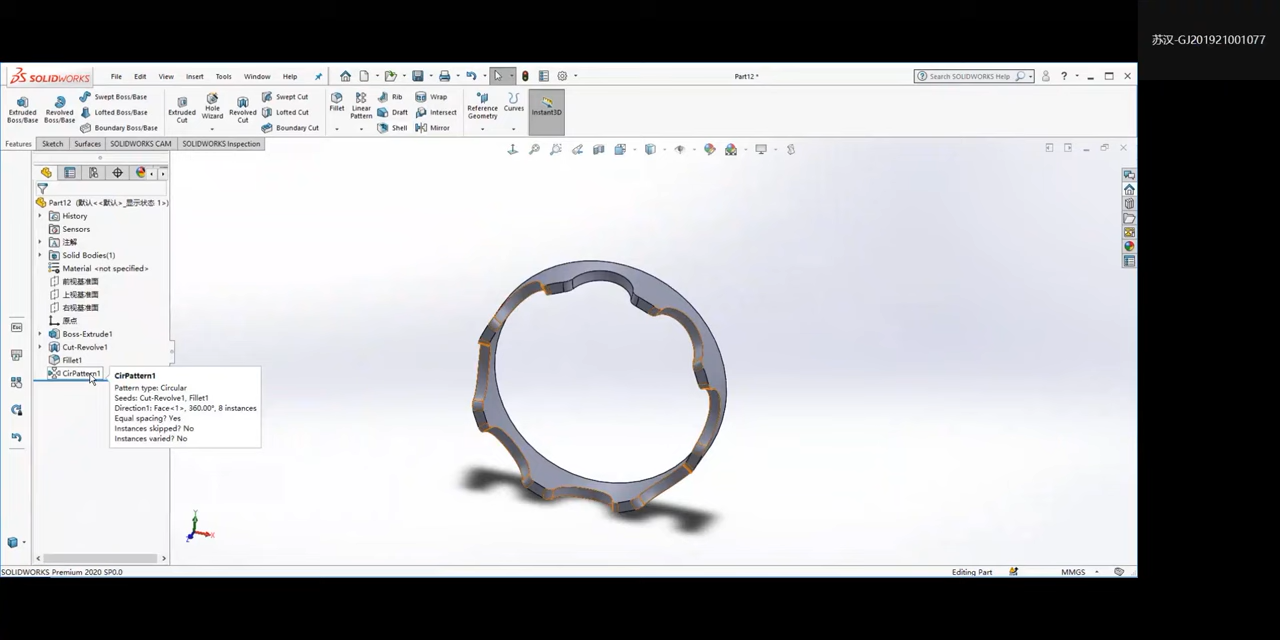 苏汉-GJ201921001077
SOLIDWORKS File Edit View Insert Tools Window Help Part12 * Search SOLIDWORKS Help ?
Extruded Boss/Base
Revolved Boss/Base
Swept Boss/Base
Lofted Boss/Base
Boundary Boss/Base
Extruded Cut
Hole Wizard
Revolved Cut
Swept Cut
Lofted Cut
Boundary Cut
Fillet
Linear Pattern
Rib
Draft
Shell
Wrap
Intersect
Mirror
Reference Geometry
Curves
Instant3D
Features Sketch Surfaces SOLIDWORKS CAM SOLIDWORKS Inspection
Part12 (默认<<默认>_显示状态 1>)
History
Sensors
注解
Solid Bodies(1)
Material <not specified>
前视基准面
上视基准面
右视基准面
原点
Boss-Extrude1
Cut-Revolve1
Fillet1
CirPattern1
CirPattern1
Pattern type: Circular
Seeds: Cut-Revolve1, Fillet1
Direction1: Face<1>, 360.00°, 8 instances
Equal spacing? Yes
Instances skipped? No
Instances varied? No
Y
X
Z
SOLIDWORKS Premium 2020 SP0.0 Editing Part MMGS